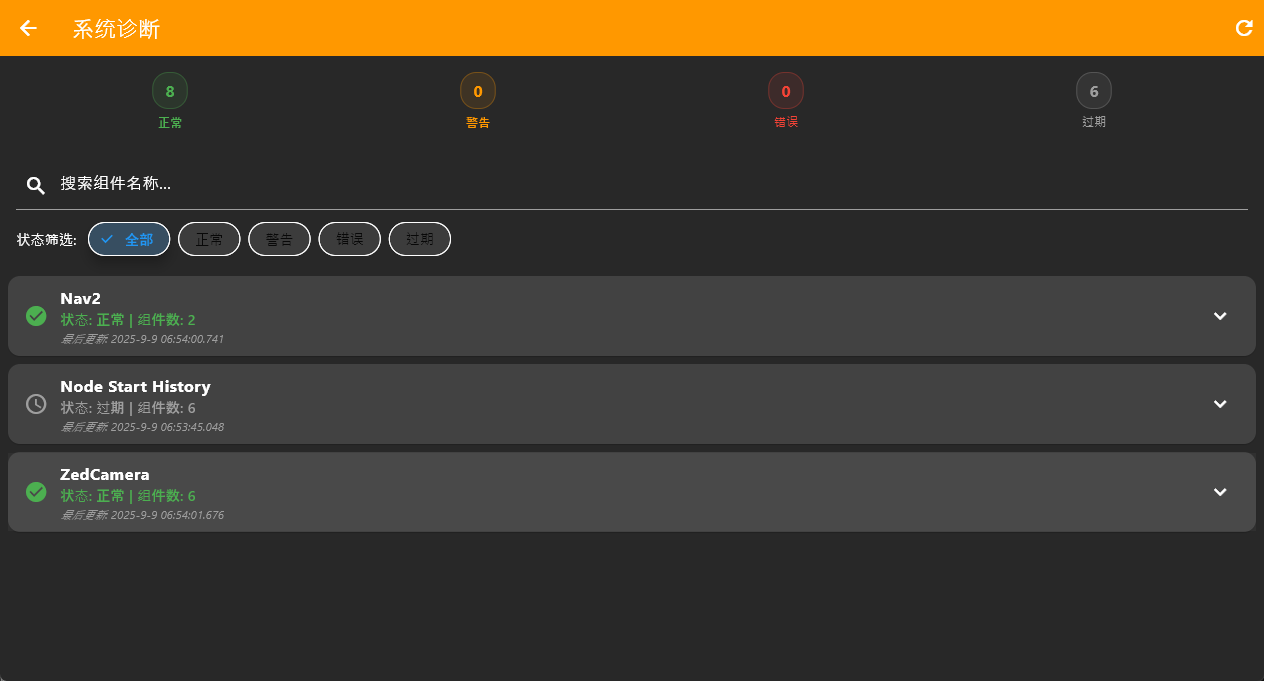 系统诊断
8 0 0 6
正常 警告 错误 过期
搜索组件名称...
状态筛选: 全部 正常 警告 错误 过期
Nav2
状态: 正常 | 组件数: 2
最后更新: 2025-9-9 06:54:00.741
Node Start History
状态: 过期 | 组件数: 6
最后更新: 2025-9-9 06:53:45.048
ZedCamera
状态: 正常 | 组件数: 6
最后更新: 2025-9-9 06:54:01.676